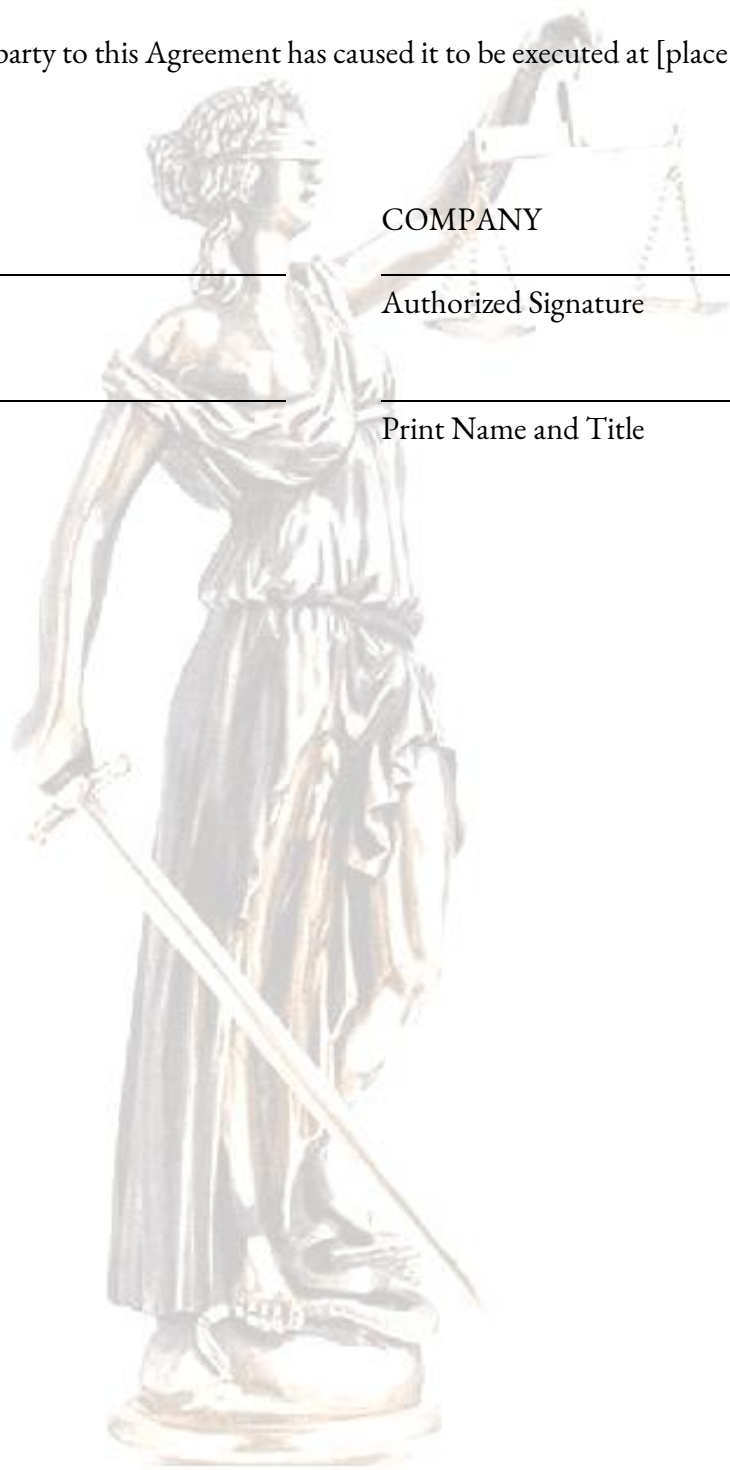 party to this Agreement has caused it to be executed at [place
COMPANY
Authorized Signature
Print Name and Title